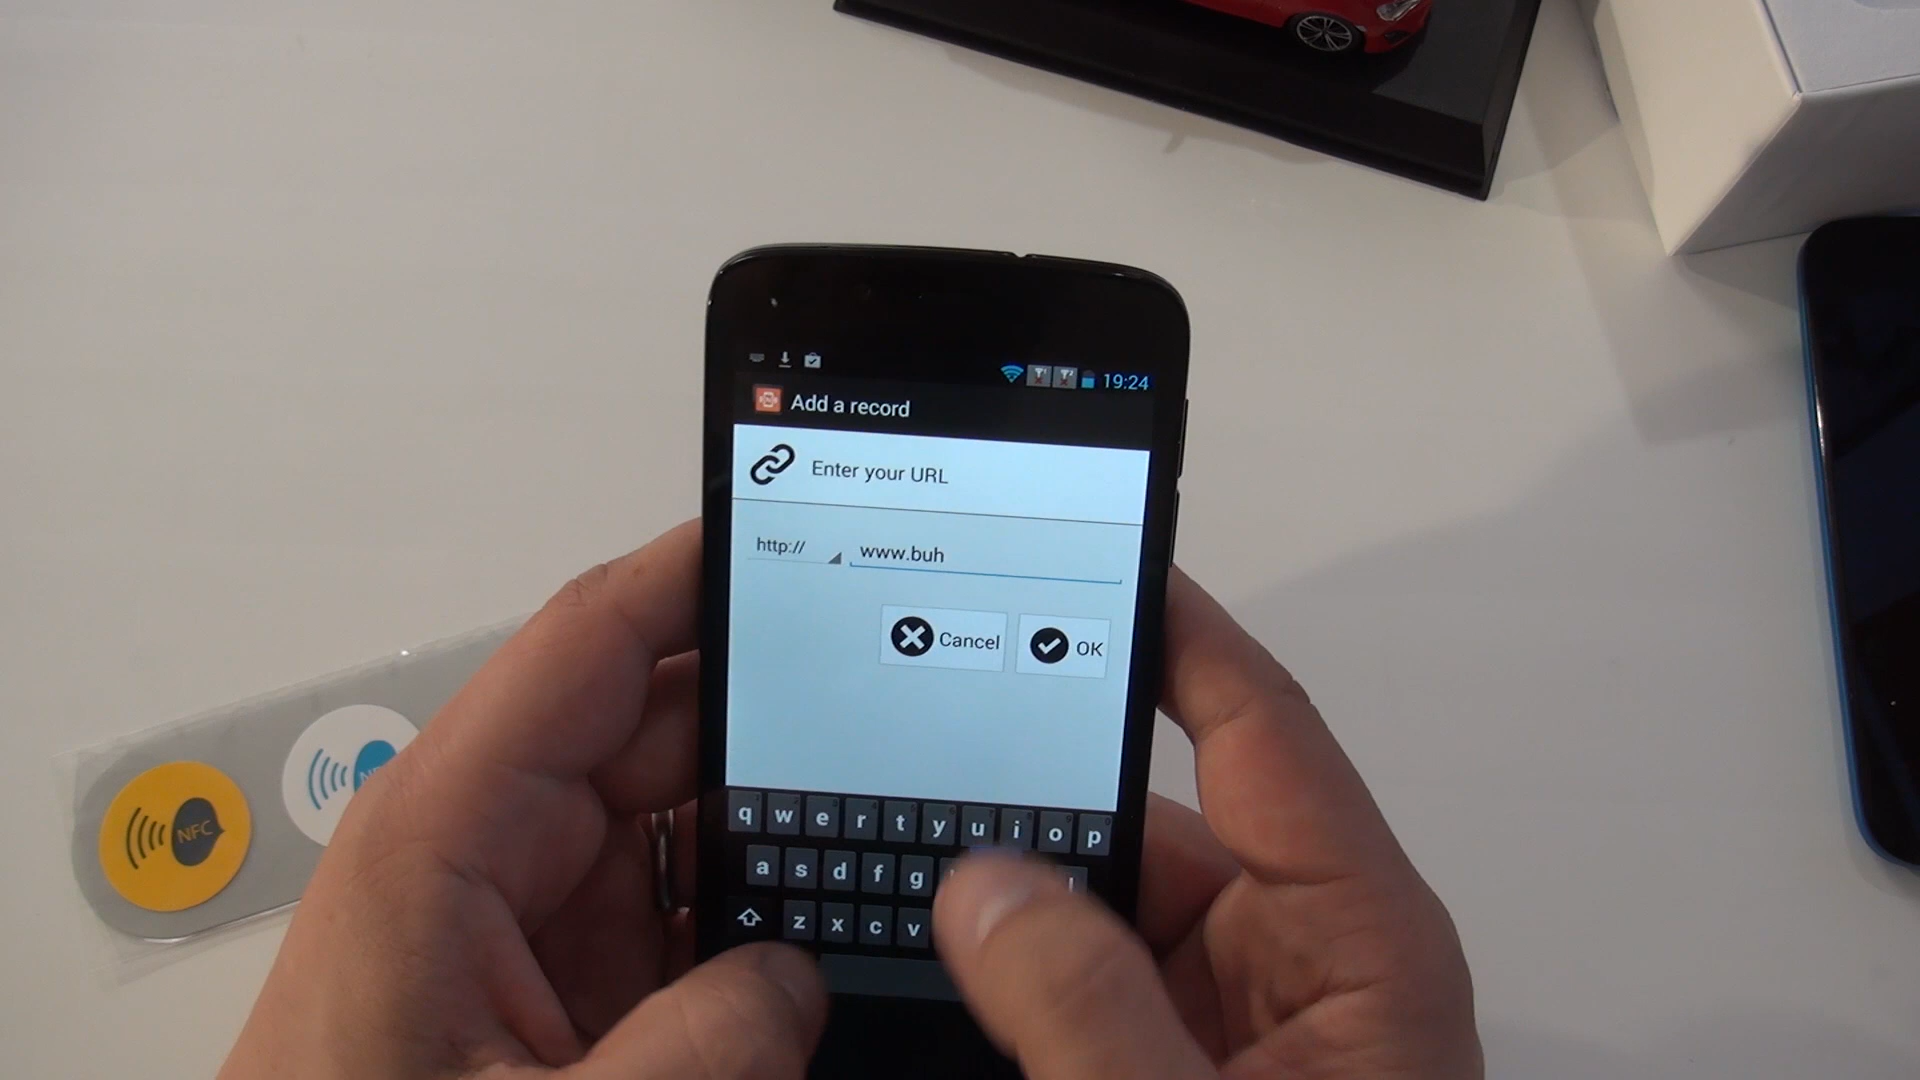 19:24
Add a record
Enter your URL
http:// www.buh
Cancel OK
q w e r t y u i o p
a s d f g
z x c v
NFC